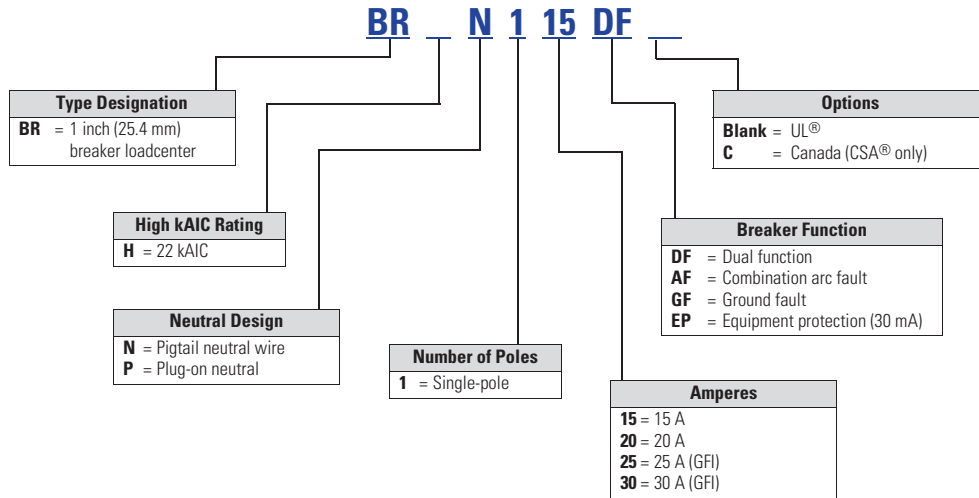 BR _ N 1 15 DF _
Type Designation
BR = 1 inch (25.4 mm)
breaker loadcenter
Options
Blank = UL®
C = Canada (CSA® only)
High kAIC Rating
H = 22 kAIC
Breaker Function
DF = Dual function
AF = Combination arc fault
GF = Ground fault
EP = Equipment protection (30 mA)
Neutral Design
N = Pigtail neutral wire
P = Plug-on neutral
Number of Poles
1 = Single-pole
Amperes
15 = 15 A
20 = 20 A
25 = 25 A (GFI)
30 = 30 A (GFI)